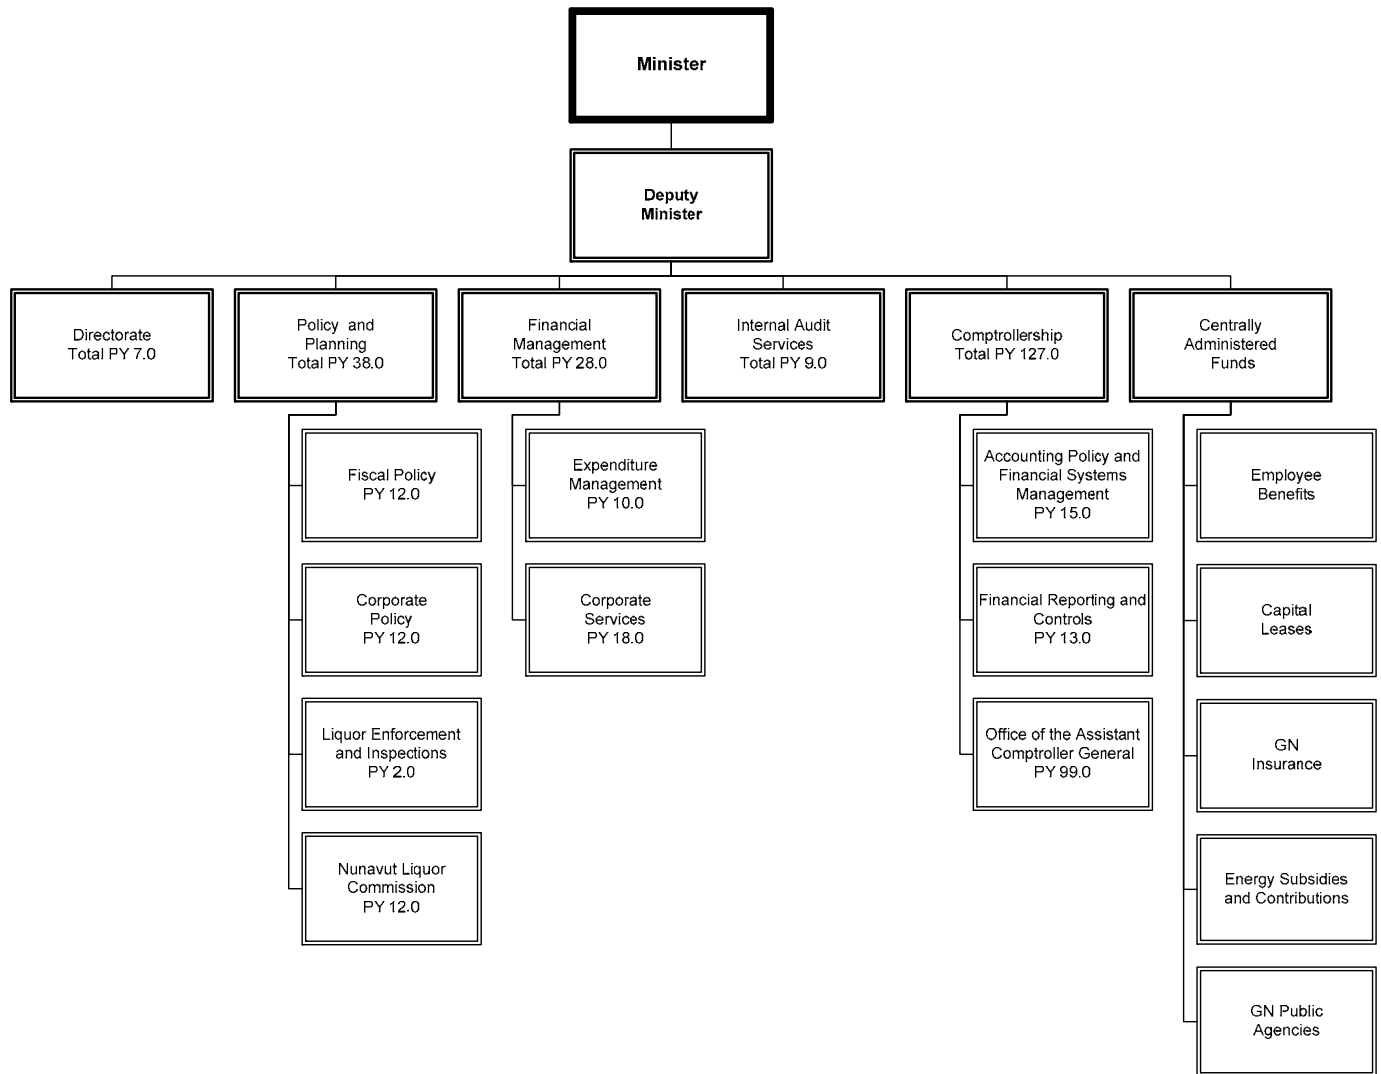 Minister
Deputy
Minister
Directorate
Total PY 7.0
Policy and
Planning
Total PY 38.0
Financial
Management
Total PY 28.0
Internal Audit
Services
Total PY 9.0
Comptrollership
Total PY 127.0
Centrally
Administered
Funds
Fiscal Policy
PY 12.0
Corporate
Policy
PY 12.0
Liquor Enforcement
and Inspections
PY 2.0
Nunavut Liquor
Commission
PY 12.0
Expenditure
Management
PY 10.0
Corporate
Services
PY 18.0
Accounting Policy and
Financial Systems
Management
PY 15.0
Financial Reporting and
Controls
PY 13.0
Office of the Assistant
Comptroller General
PY 99.0
Employee
Benefits
Capital
Leases
GN
Insurance
Energy Subsidies
and Contributions
GN Public
Agencies